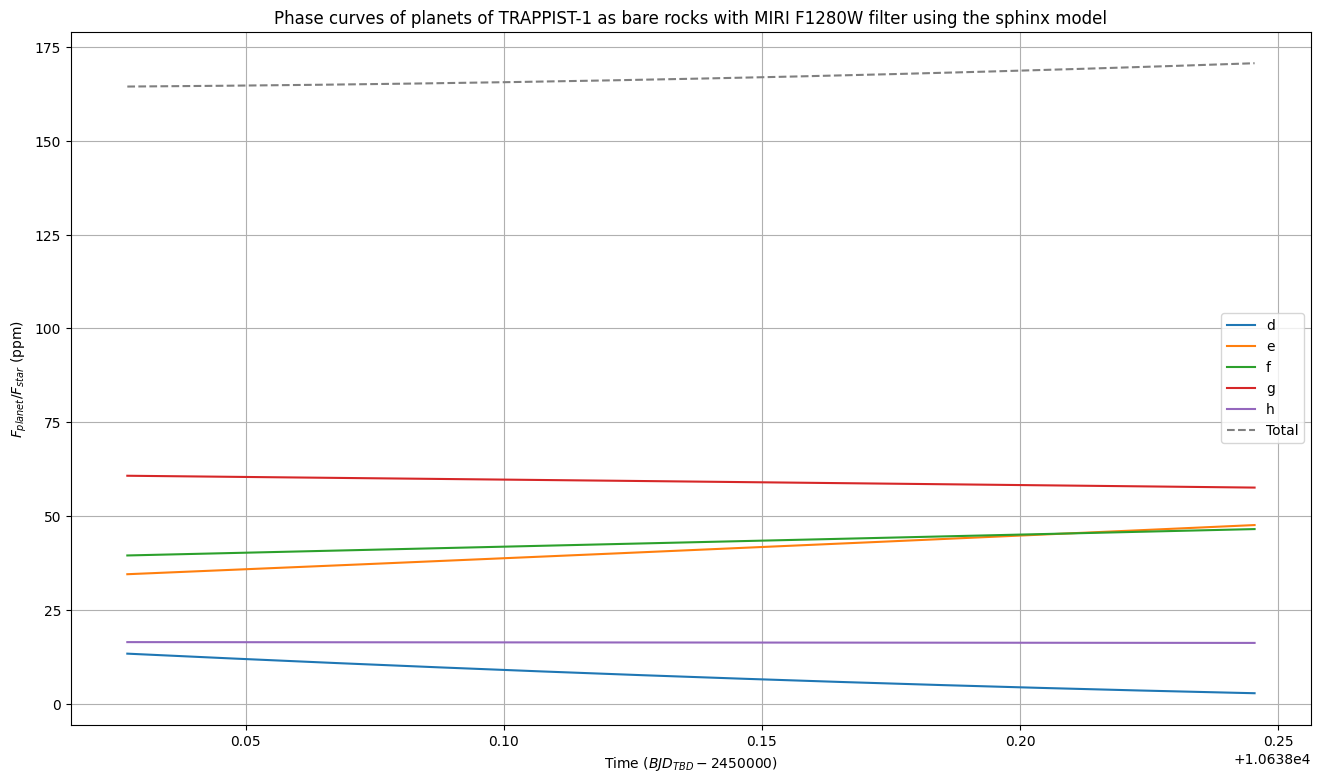 Phase curves of planets of TRAPPIST-1 as bare rocks with MIRI F1280W filter using the sphinx model
175
150
125
100
75
50
25
0
F_planet/F_star (ppm)
d
e
f
g
h
Total
0.05
0.10
0.15
0.20
0.25
+1.0638e4
Time (BJD_TBD − 2450000)